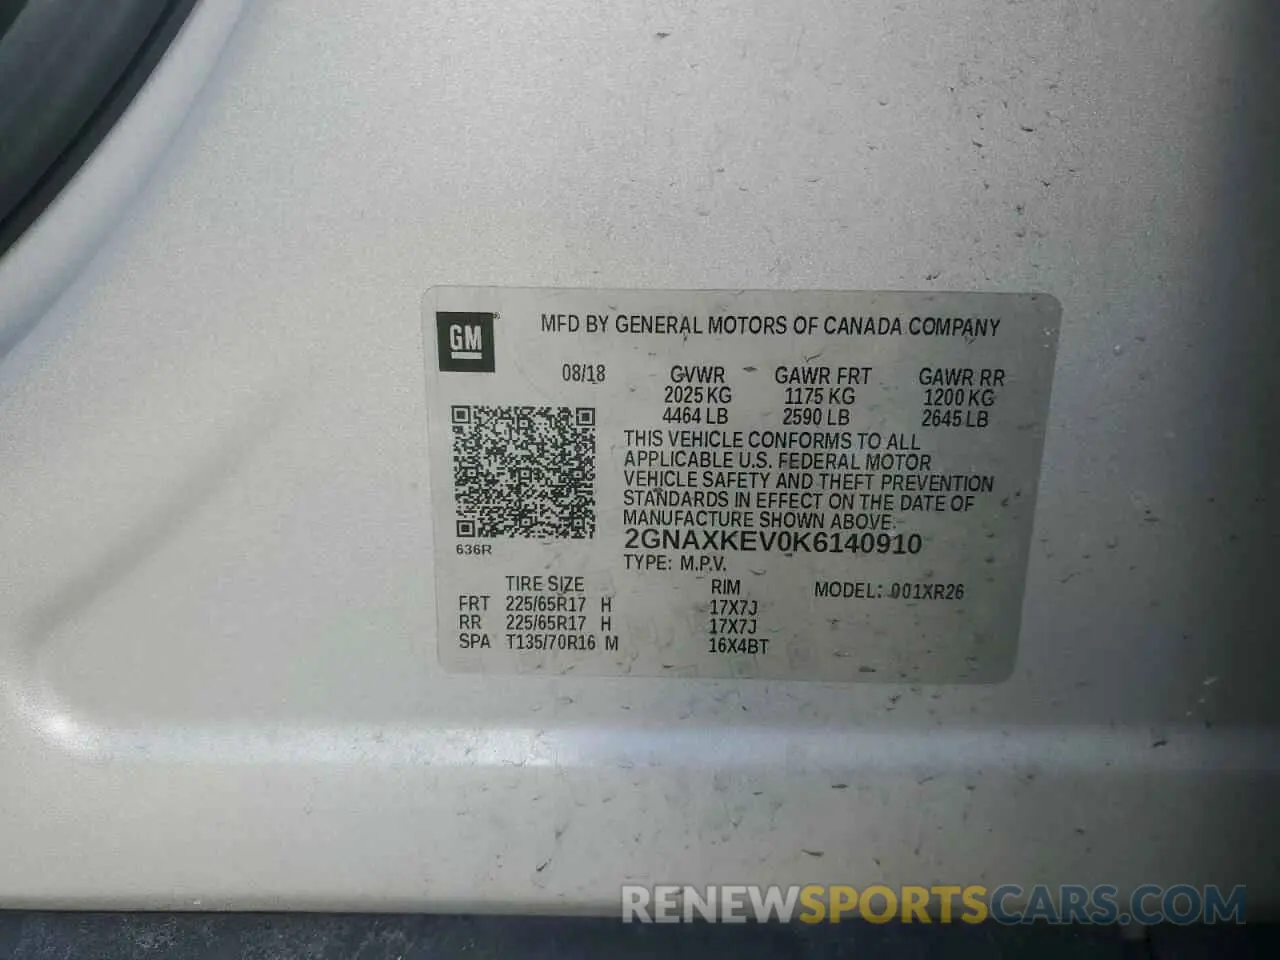 GM®
MFD BY GENERAL MOTORS OF CANADA COMPANY
08/18 GVWR GAWR FRT GAWR RR
2025 KG 1175 KG 1200 KG
4464 LB 2590 LB 2645 LB
THIS VEHICLE CONFORMS TO ALL
APPLICABLE U.S. FEDERAL MOTOR
VEHICLE SAFETY AND THEFT PREVENTION
STANDARDS IN EFFECT ON THE DATE OF
MANUFACTURE SHOWN ABOVE.
2GNAXKEV0K6140910
636R
TYPE: M.P.V.
TIRE SIZE RIM MODEL: 001XR26
FRT 225/65R17 H 17X7J
RR 225/65R17 H 17X7J
SPA T135/70R16 M 16X4BT
RENEWSPORTSCARS.COM